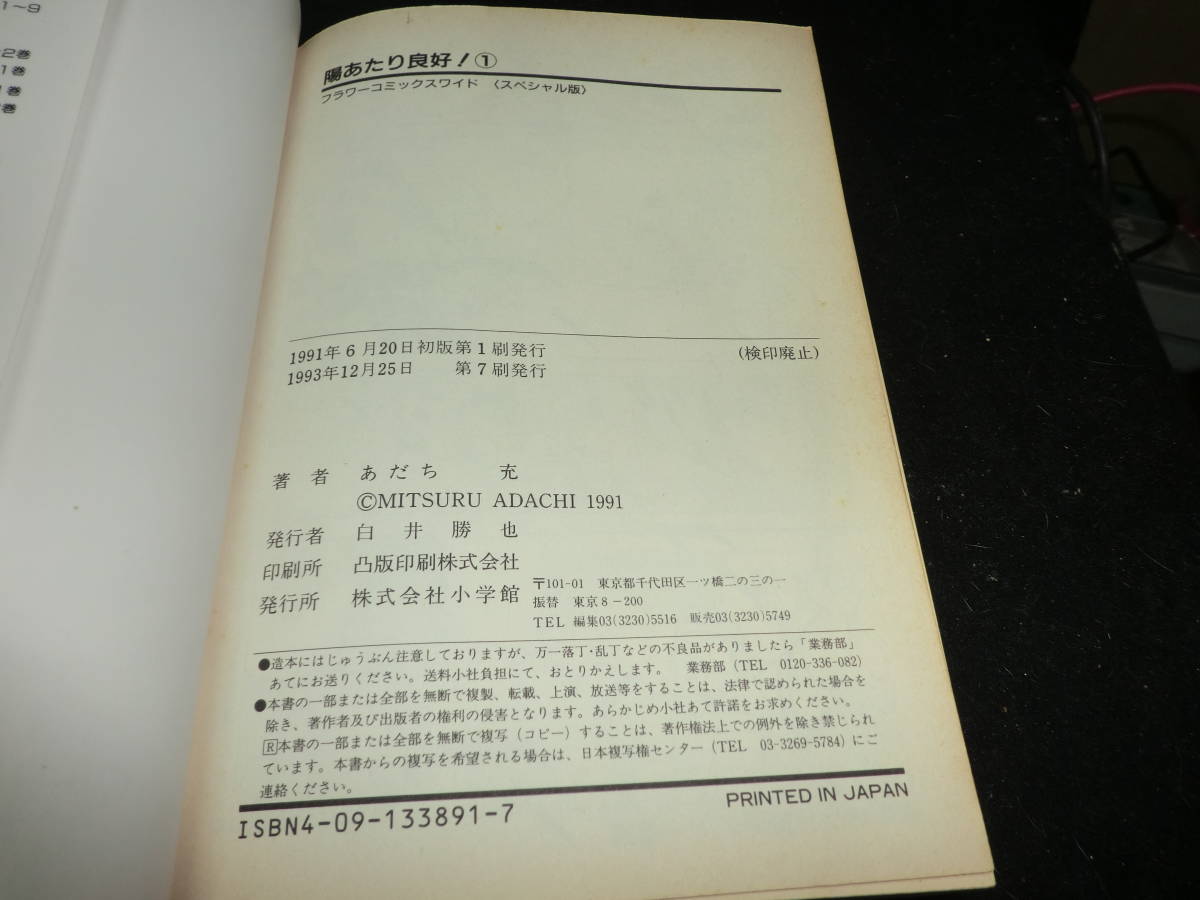 1~9
2巻
1巻
1巻
巻
陽あたり良好!①
フラワーコミックスワイド 〈スペシャル版〉
1991年6月20日初版第1刷発行 (検印廃止)
1993年12月25日 第7刷発行
著者 あだち 充
©MITSURU ADACHI 1991
発行者 白井勝也
印刷所 凸版印刷株式会社
発行所 株式会社小学館
〒101-01 東京都千代田区一ツ橋二の三の一
振替 東京8-200
TEL 編集03(3230)5516 販売03(3230)5749
●造本にはじゅうぶん注意しておりますが、万一落丁・乱丁などの不良品がありましたら「業務部」
あてにお送りください。送料小社負担にて、おとりかえします。 業務部(TEL 0120-336-082)
●本書の一部または全部を無断で複製、転載、上演、放送等をすることは、法律で認められた場合を
除き、著作者及び出版者の権利の侵害となります。あらかじめ小社あて許諾をお求めください。
Ⓡ本書の一部または全部を無断で複写(コピー)することは、著作権法上での例外を除き禁じられ
ています。本書からの複写を希望される場合は、日本複写権センター(TEL 03-3269-5784)にご
連絡ください。
ISBN4-09-133891-7
PRINTED IN JAPAN